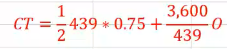 CT = 1/2 439 * 0.75 + 3,600/439 O